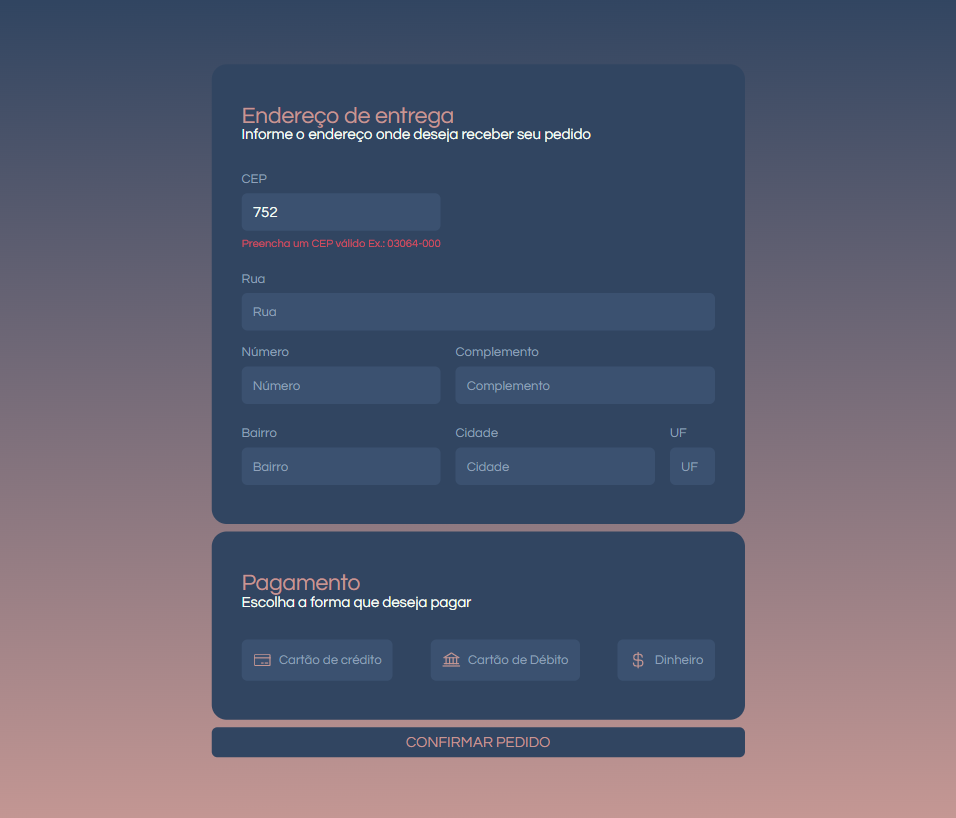 Endereço de entrega
Informe o endereço onde deseja receber seu pedido
CEP
752
Preencha um CEP válido Ex.: 03064-000
Rua
Rua
Número Complemento
Número Complemento
Bairro Cidade UF
Bairro Cidade UF
Pagamento
Escolha a forma que deseja pagar
Cartão de crédito Cartão de Débito Dinheiro
CONFIRMAR PEDIDO